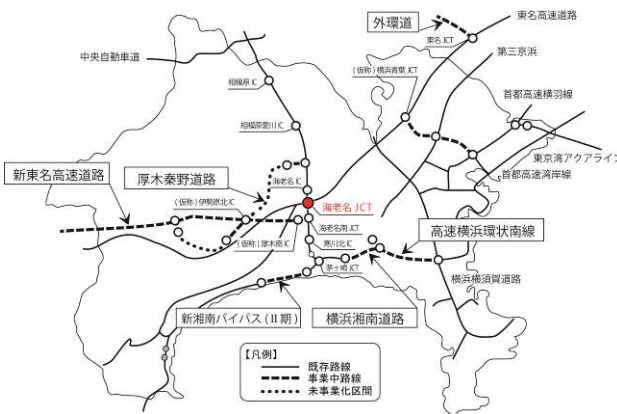 外環道
東名高速道路
東名JCT
中央自動車道
第三京浜
(仮称)横浜青葉JCT
相模原IC
首都高速横羽線
相模原愛川IC
東京湾アクアライン
新東名高速道路
厚木秦野道路
海老名IC
首都高速湾岸線
(仮称)伊勢原北IC
海老名JCT
海老名南JCT
高速横浜環状南線
(仮称)厚木南IC
寒川北IC
茅ヶ崎JCT
横浜横須賀道路
新湘南バイパス(II期)
横浜湘南道路
【凡例】
既存路線
事業中路線
未事業化区間